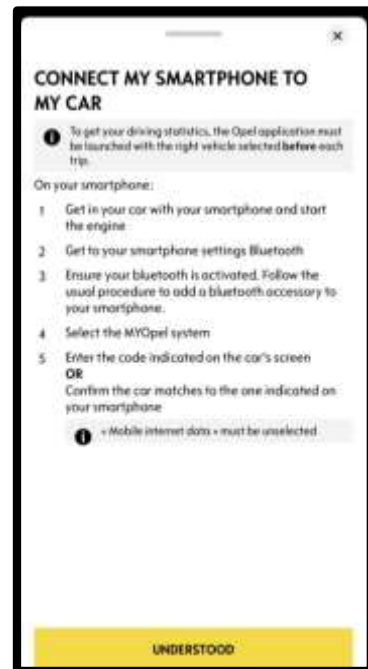 CONNECT MY SMARTPHONE TO
MY CAR
To get your driving statistics, the Opel application must
be launched with the right vehicle selected before each
trip.
On your smartphone:
1 Get in your car with your smartphone and start
the engine
2 Get to your smartphone settings Bluetooth
3 Ensure your bluetooth is activated. Follow the
usual procedure to add a bluetooth accessory to
your smartphone.
4 Select the MYOpel system
5 Enter the code indicated on the car's screen
OR
Confirm the car matches to the one indicated on
your smartphone
« Mobile internet data » must be unselected
UNDERSTOOD